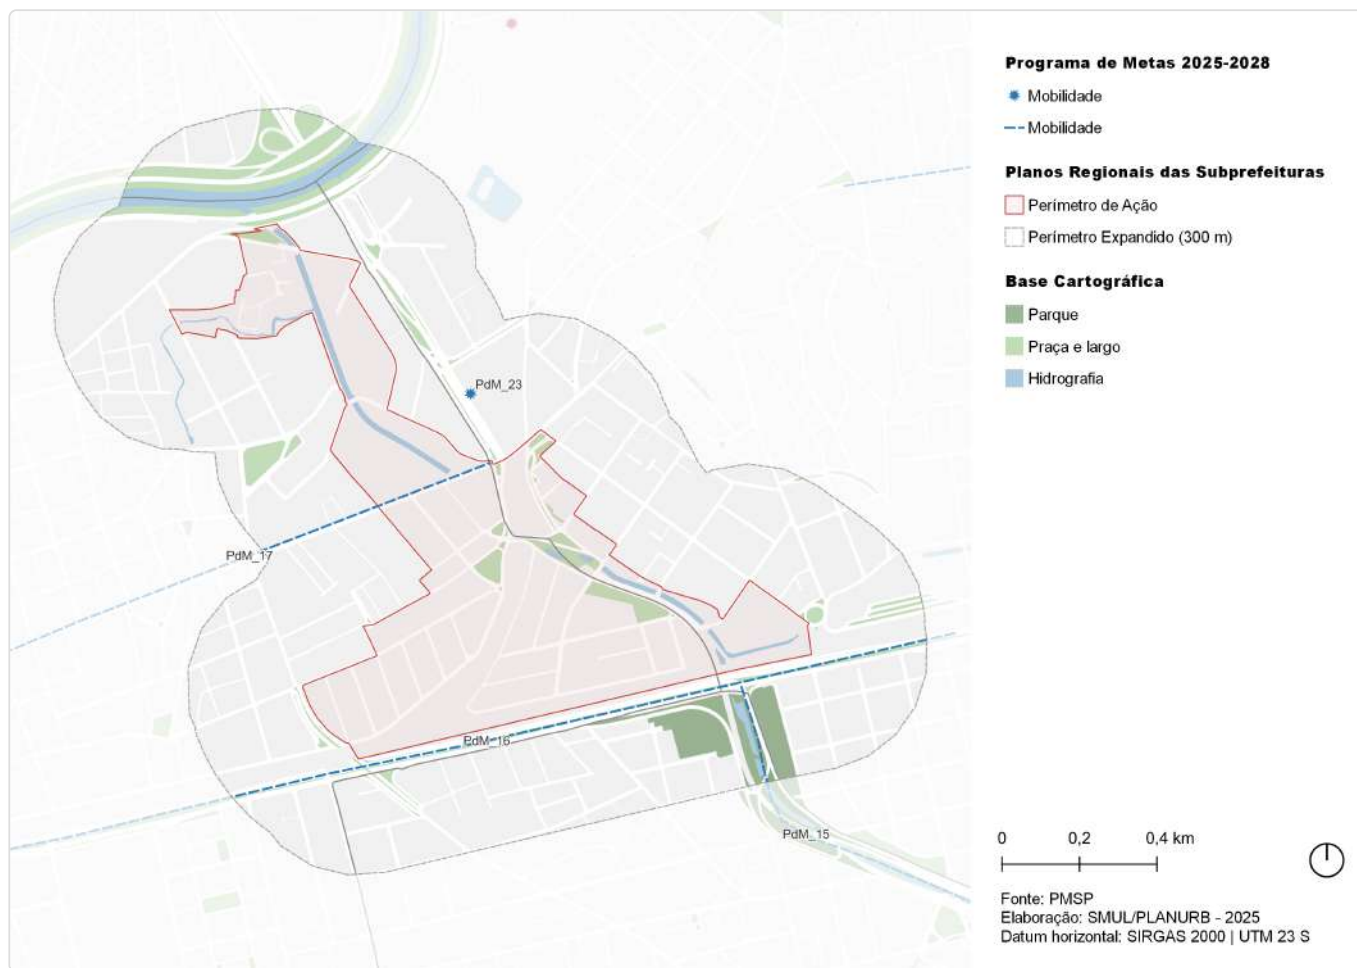 Programa de Metas 2025-2028
Mobilidade
Mobilidade
Planos Regionais das Subprefeituras
Perímetro de Ação
Perímetro Expandido (300 m)
Base Cartográfica
Parque
Praça e largo
Hidrografia
PdM_23
PdM_17
PdM_16
PdM_15
0 0,2 0,4 km
Fonte: PMSP
Elaboração: SMUL/PLANURB - 2025
Datum horizontal: SIRGAS 2000 | UTM 23 S